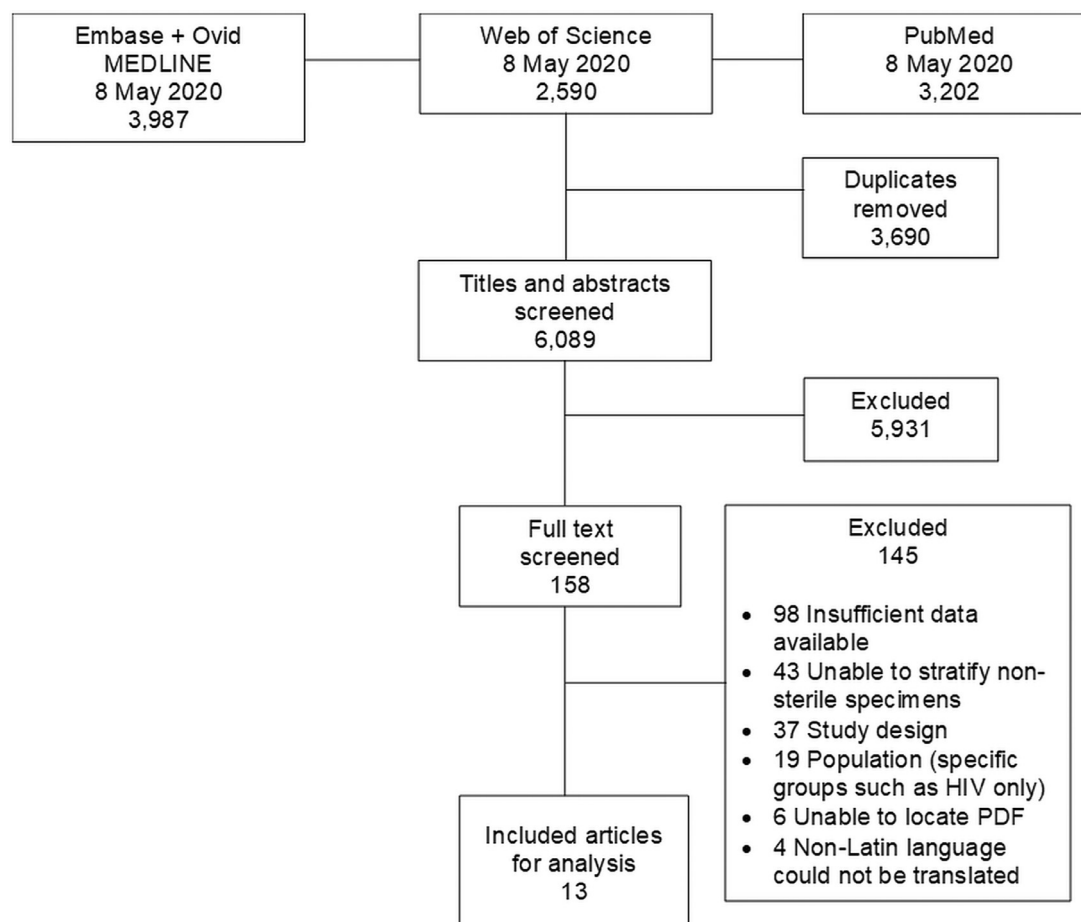 Embase + Ovid
MEDLINE
8 May 2020
3,987
Web of Science
8 May 2020
2,590
PubMed
8 May 2020
3,202
Duplicates
removed
3,690
Titles and abstracts
screened
6,089
Excluded
5,931
Full text
screened
158
Excluded
145
• 98 Insufficient data
available
• 43 Unable to stratify non-
sterile specimens
• 37 Study design
• 19 Population (specific
groups such as HIV only)
• 6 Unable to locate PDF
• 4 Non-Latin language
could not be translated
Included articles
for analysis
13